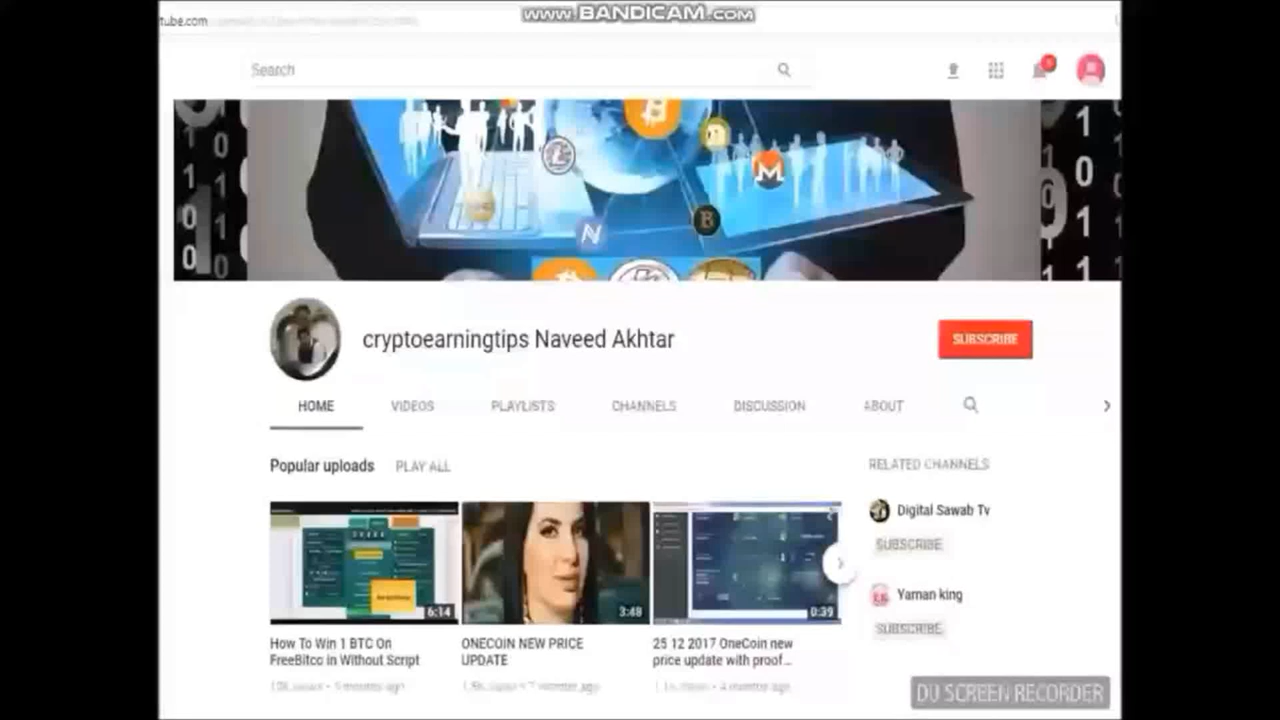 www.BANDICAM.com
tube.com
Search
cryptoearningtips Naveed Akhtar
SUBSCRIBE
HOME VIDEOS PLAYLISTS CHANNELS DISCUSSION ABOUT
Popular uploads PLAY ALL
RELATED CHANNELS
Digital Sawab Tv
SUBSCRIBE
Yaman king
SUBSCRIBE
6:14
3:48
0:39
How To Win 1 BTC On
FreeBitco in Without Script
ONECOIN NEW PRICE
UPDATE
25 12 2017 OneCoin new
price update with proof...
DU SCREEN RECORDER